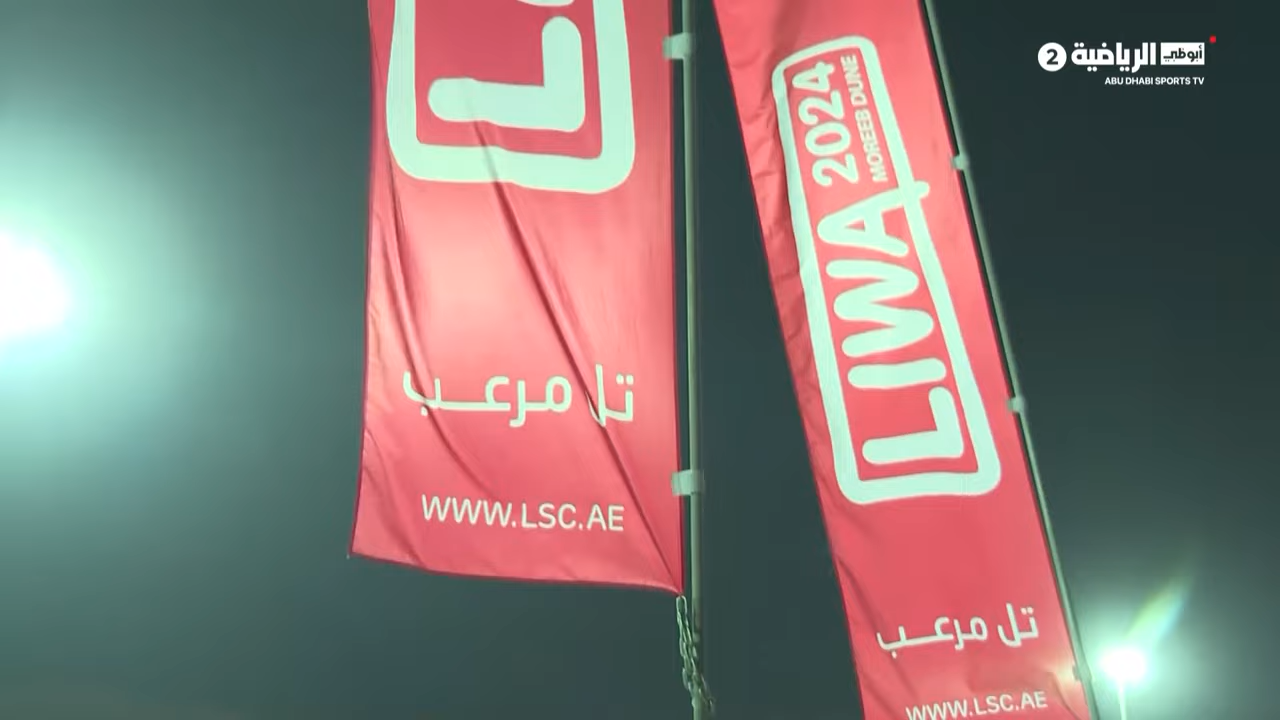 أبوظبي الرياضية 2
ABU DHABI SPORTS TV
تل مرعب
WWW.LSC.AE
LIWA 2024
MOREEB DUNE
تل مرعب
WWW.LSC.AE